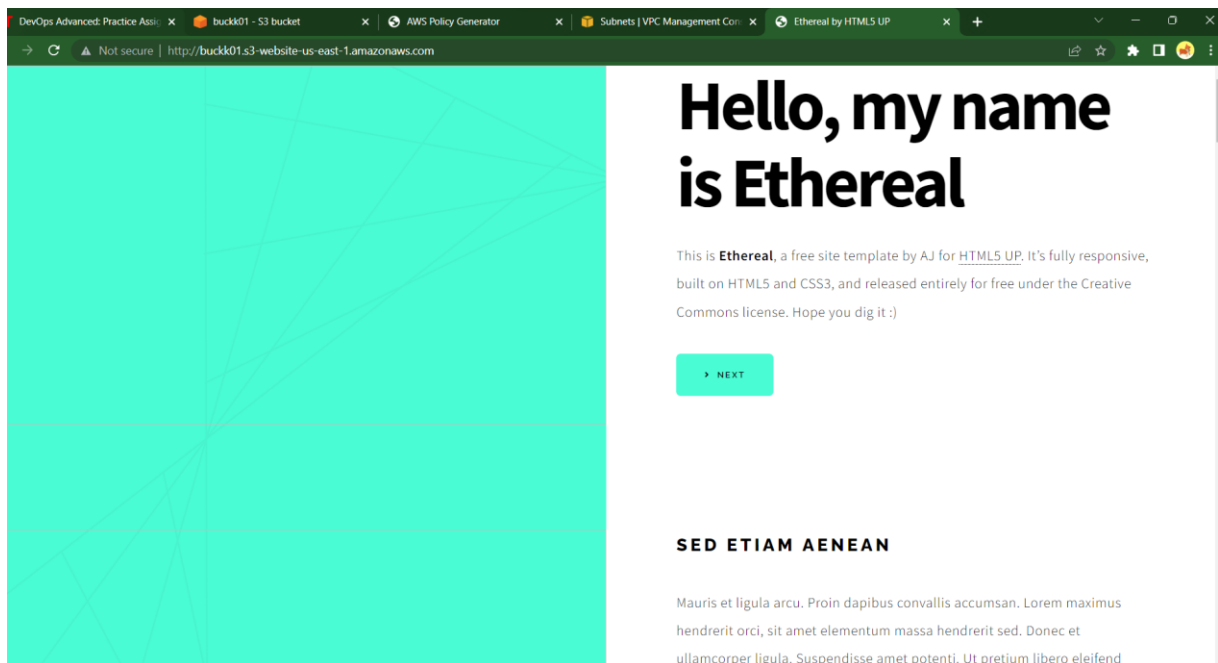 DevOps Advanced: Practice Assig
buckk01 - S3 bucket
AWS Policy Generator
Subnets | VPC Management Con
Ethereal by HTML5 UP
Not secure | http://buckk01.s3-website-us-east-1.amazonaws.com
Hello, my name
is Ethereal
This is Ethereal, a free site template by AJ for HTML5 UP. It's fully responsive,
built on HTML5 and CSS3, and released entirely for free under the Creative
Commons license. Hope you dig it :)
NEXT
SED ETIAM AENEAN
Mauris et ligula arcu. Proin dapibus convallis accumsan. Lorem maximus
hendrerit orci, sit amet elementum massa hendrerit sed. Donec et
ullamcorper ligula. Suspendisse amet potenti. Ut pretium libero eleifend